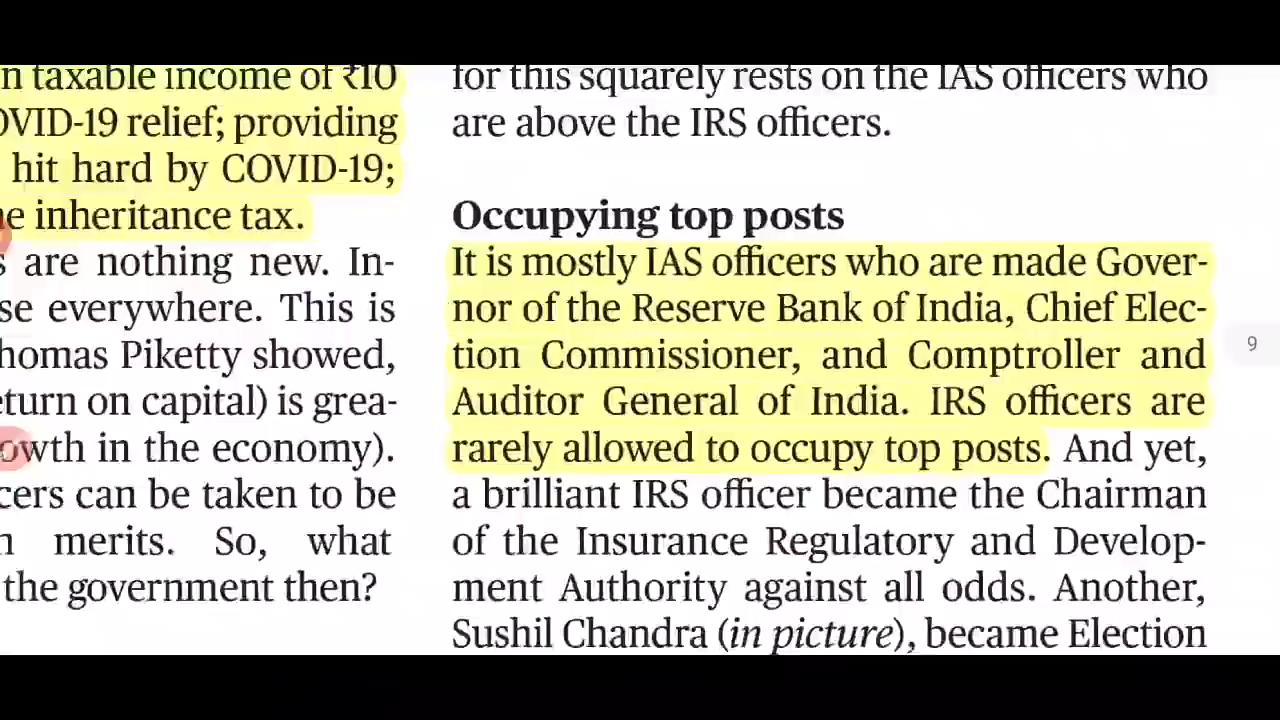 n taxable income of ₹10
OVID-19 relief; providing
hit hard by COVID-19;
e inheritance tax.
s are nothing new. In-
se everywhere. This is
homas Piketty showed,
eturn on capital) is grea-
owth in the economy).
cers can be taken to be
n merits. So, what
the government then?
for this squarely rests on the IAS officers who
are above the IRS officers.
Occupying top posts
It is mostly IAS officers who are made Gover-
nor of the Reserve Bank of India, Chief Elec-
tion Commissioner, and Comptroller and
Auditor General of India. IRS officers are
rarely allowed to occupy top posts. And yet,
a brilliant IRS officer became the Chairman
of the Insurance Regulatory and Develop-
ment Authority against all odds. Another,
Sushil Chandra (in picture), became Election
9